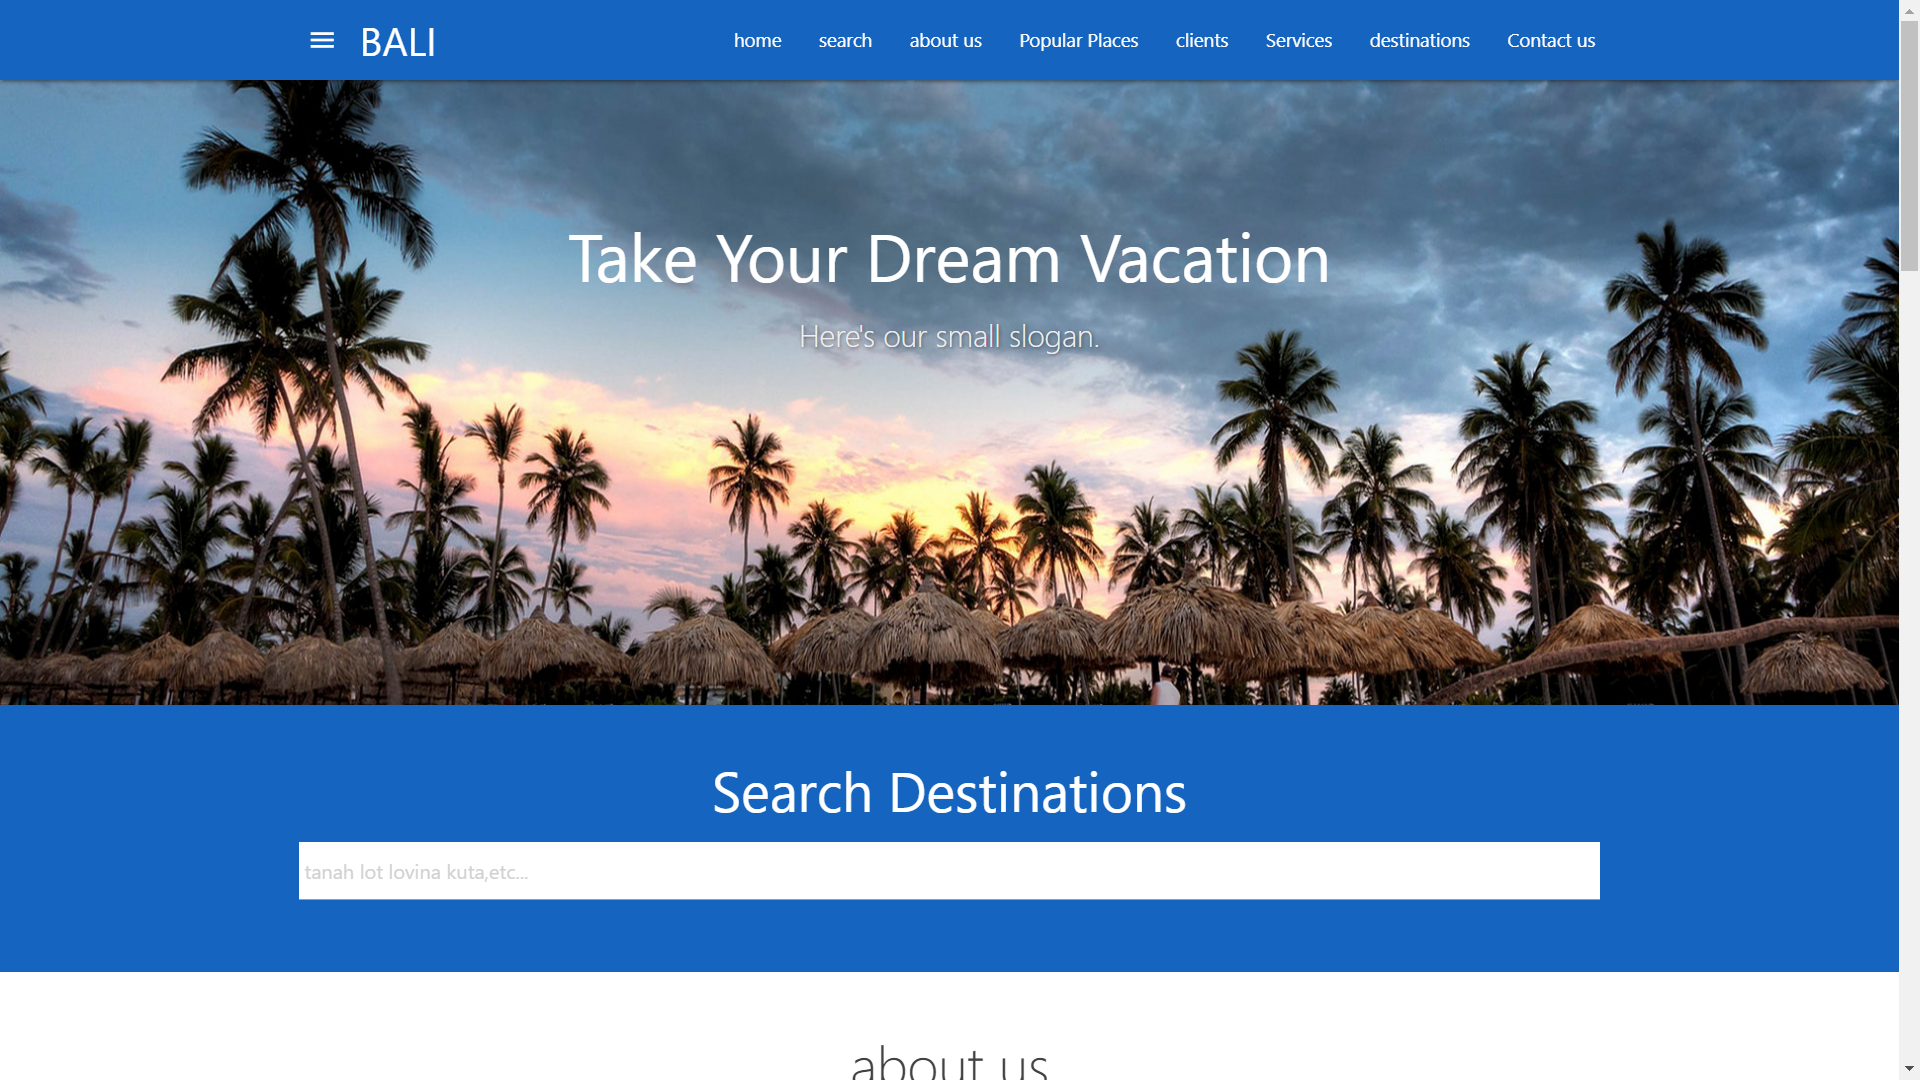 BALI
home search about us Popular Places clients Services destinations Contact us
Take Your Dream Vacation
Here's our small slogan.
Search Destinations
tanah lot lovina kuta,etc...
about us